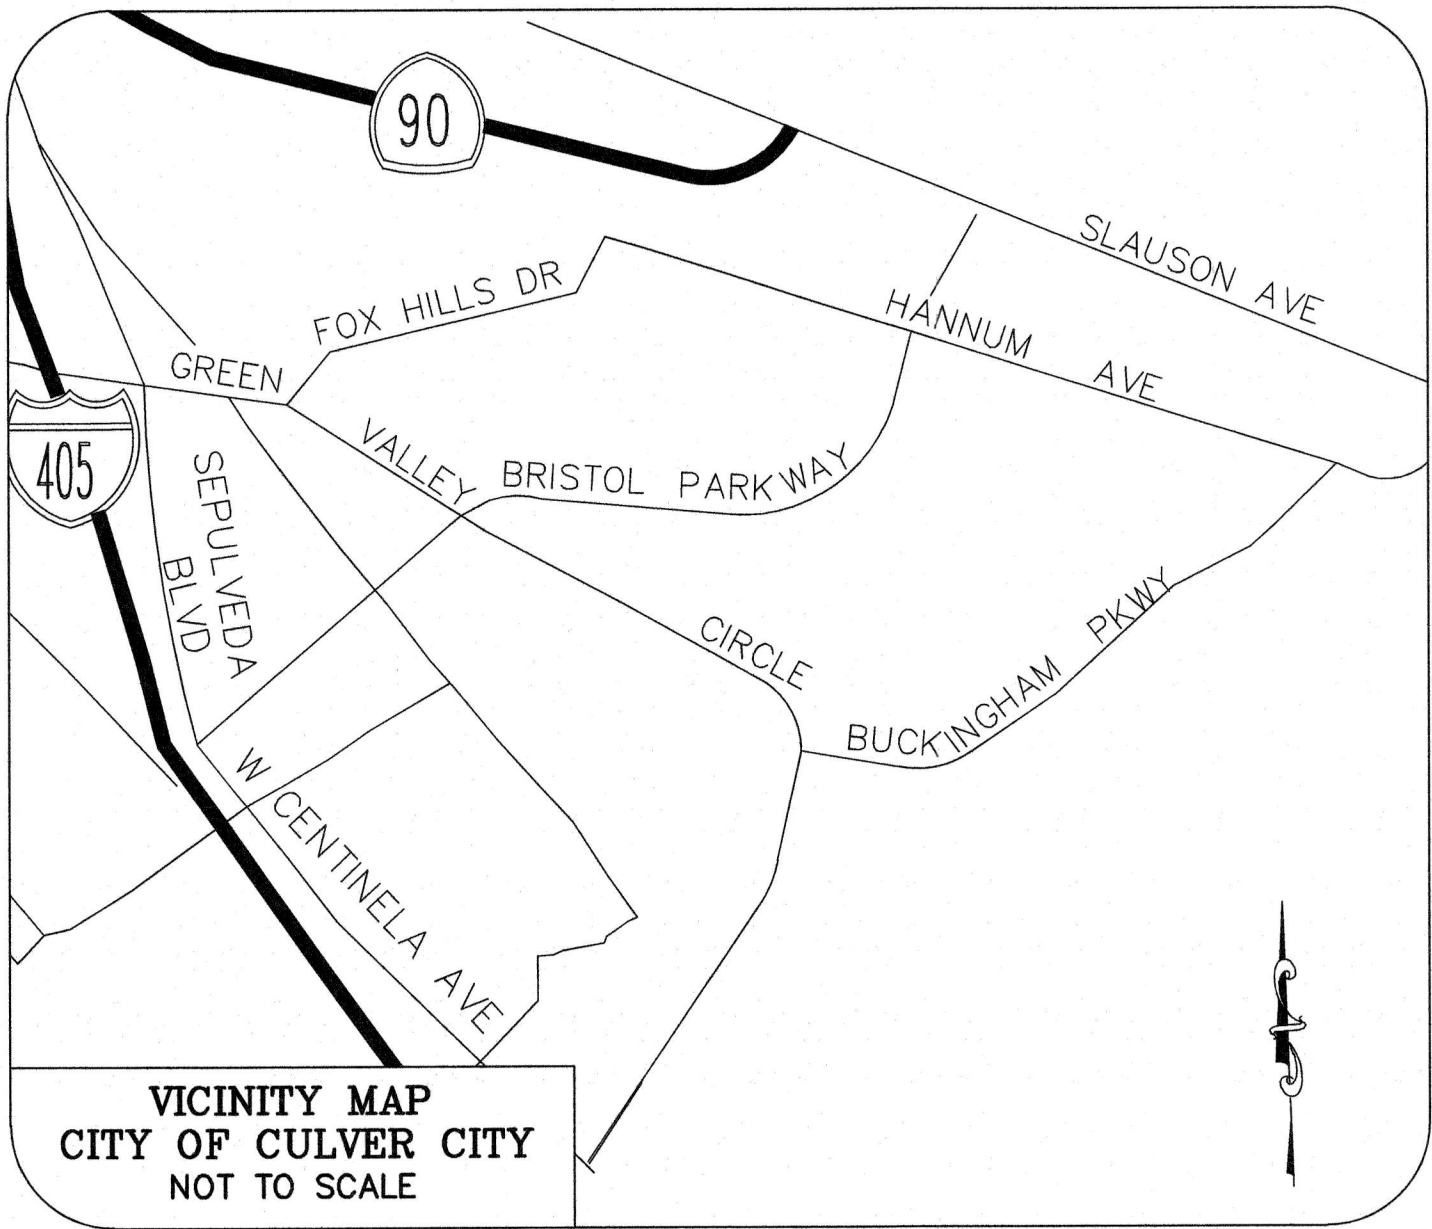 90
SLAUSON AVE
FOX HILLS DR
HANNUM AVE
GREEN VALLEY CIRCLE
405
SEPULVEDA
BLVD
BRISTOL PARKWAY
BUCKINGHAM PKWY
W CENTINELA AVE
VICINITY MAP
CITY OF CULVER CITY
NOT TO SCALE